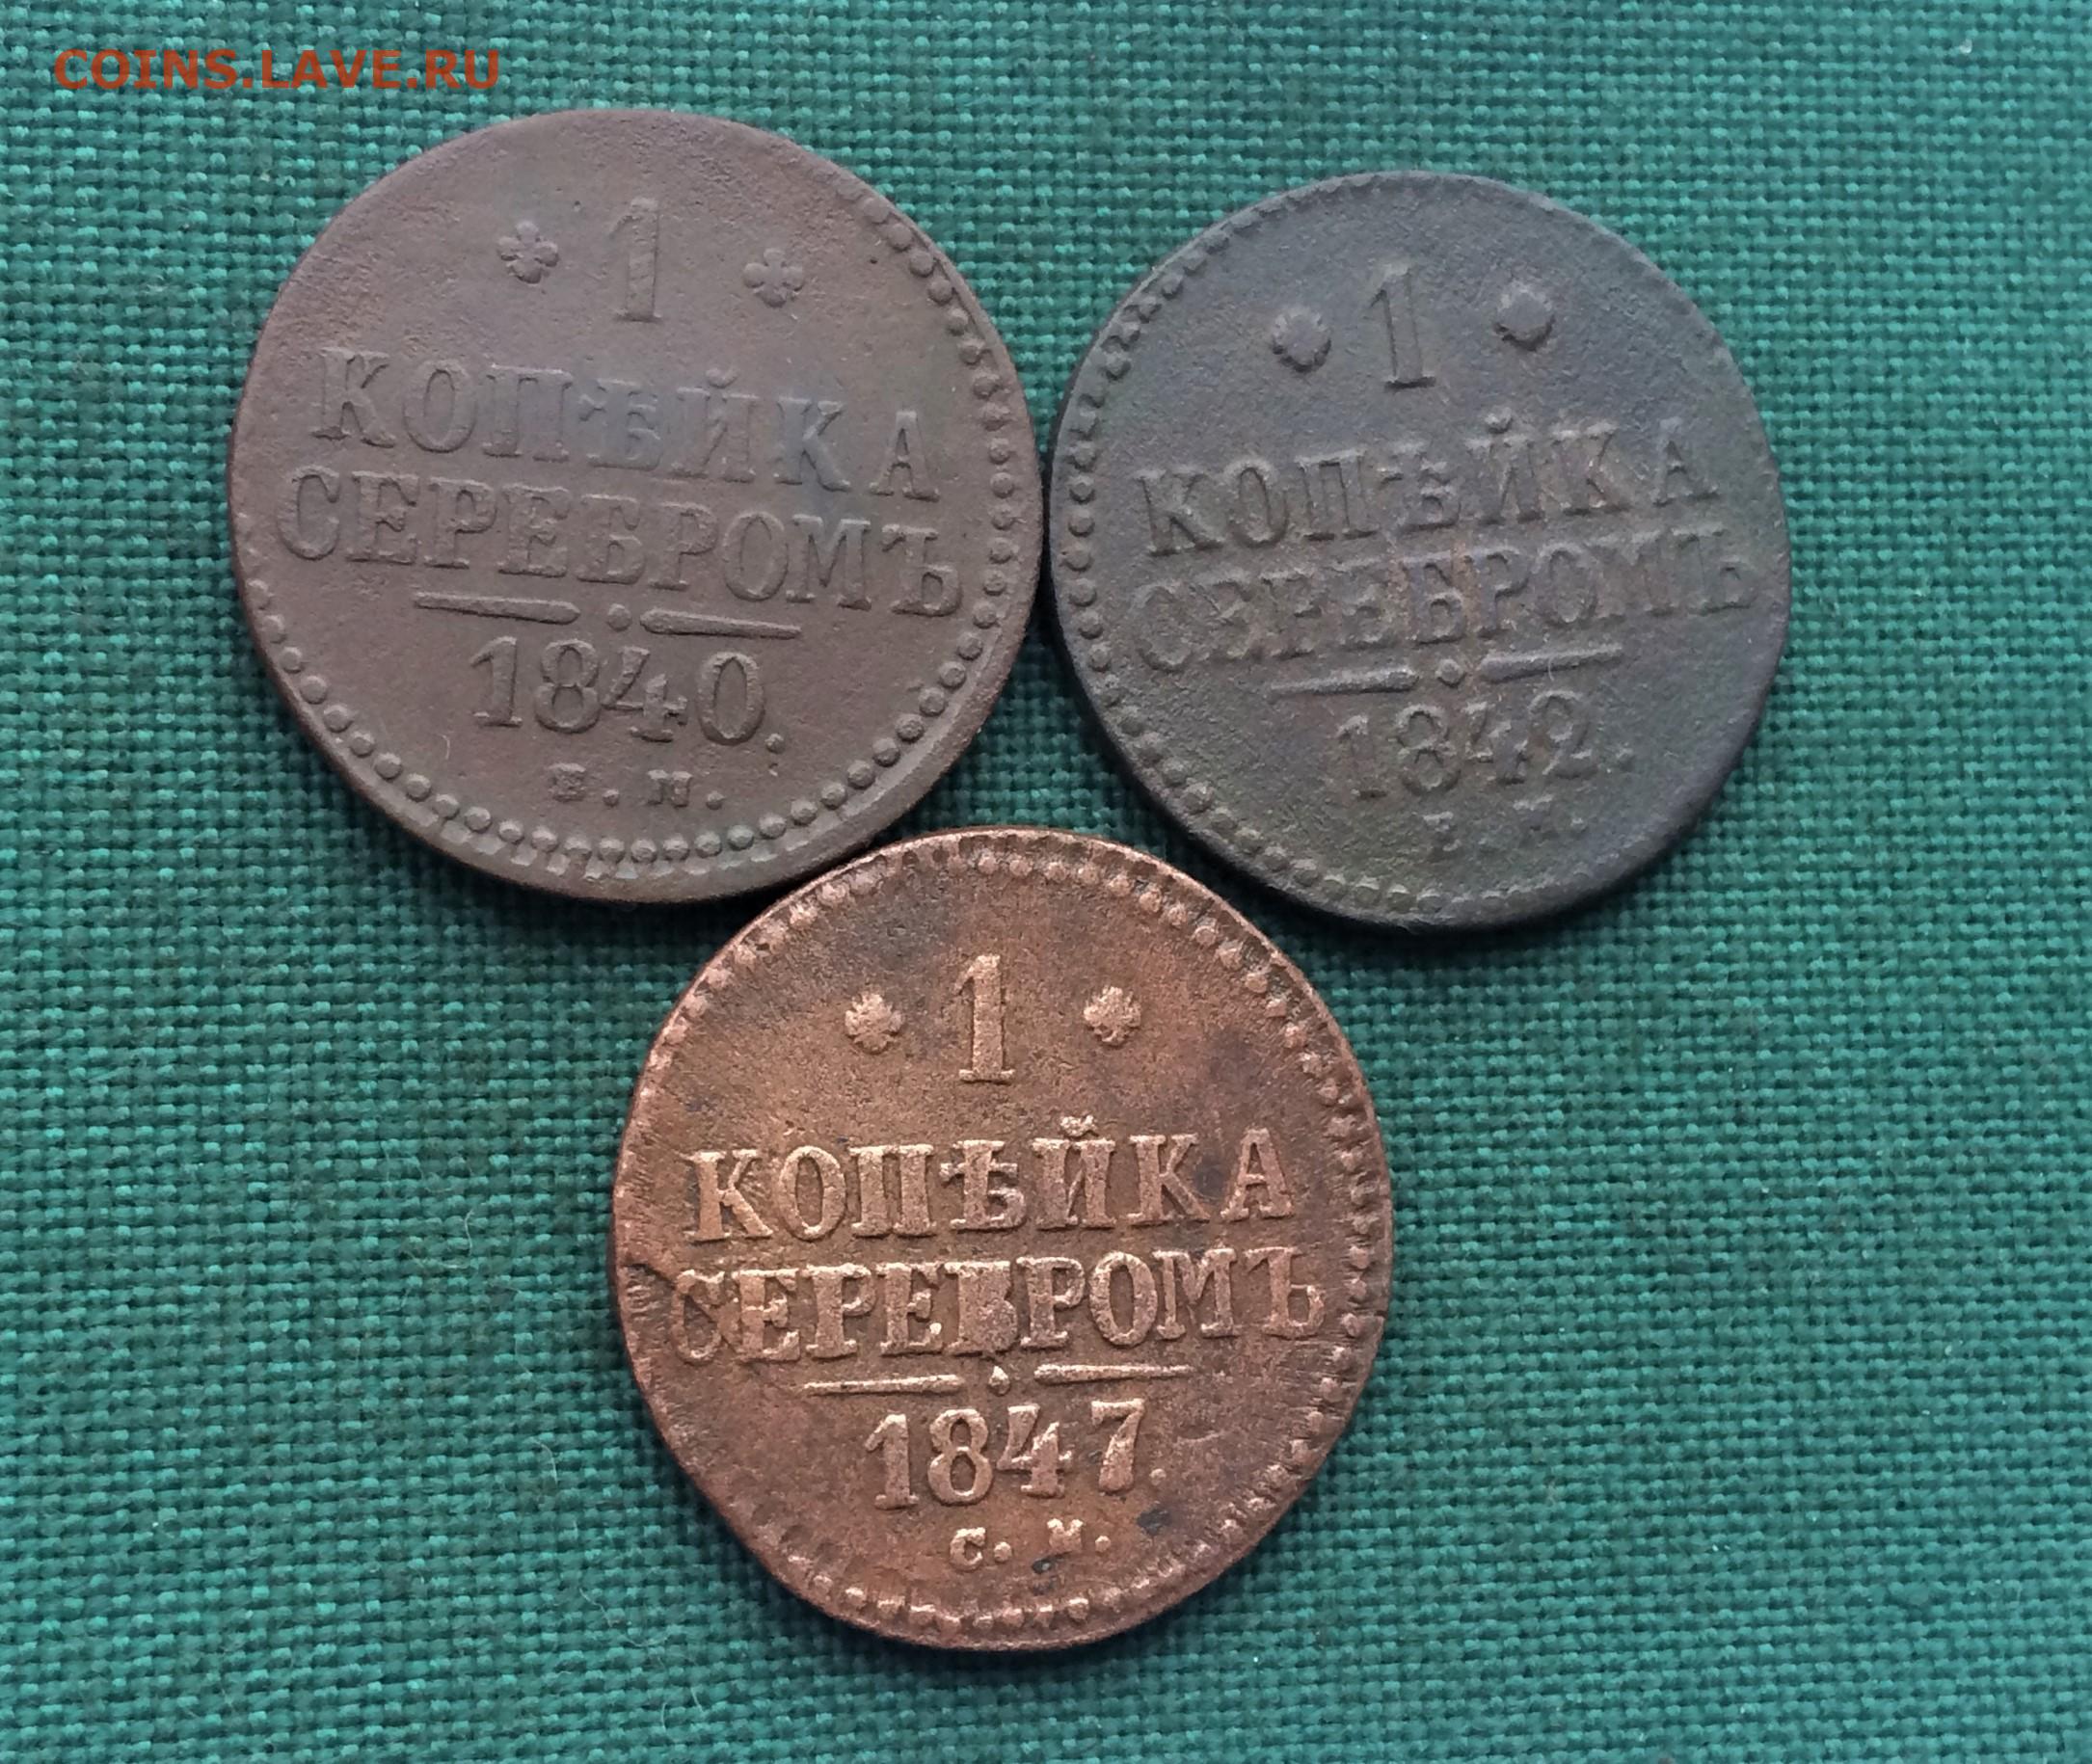 COINS.LAVE.RU
1
КОПѢЙКА
СЕРЕБРОМЪ
1840.
Е. М.
1
КОПѢЙКА
СЕРЕБРОМЪ
1842.
1
КОПѢЙКА
СЕРЕБРОМЪ
1847.
С. М.